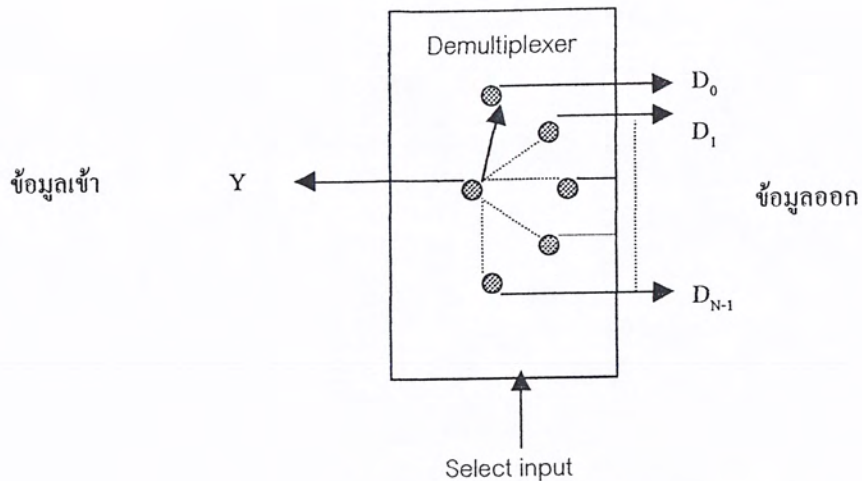 Demultiplexer
D₀
D₁
ข้อมูลเข้า Y ข้อมูลออก
D_N-1
Select input